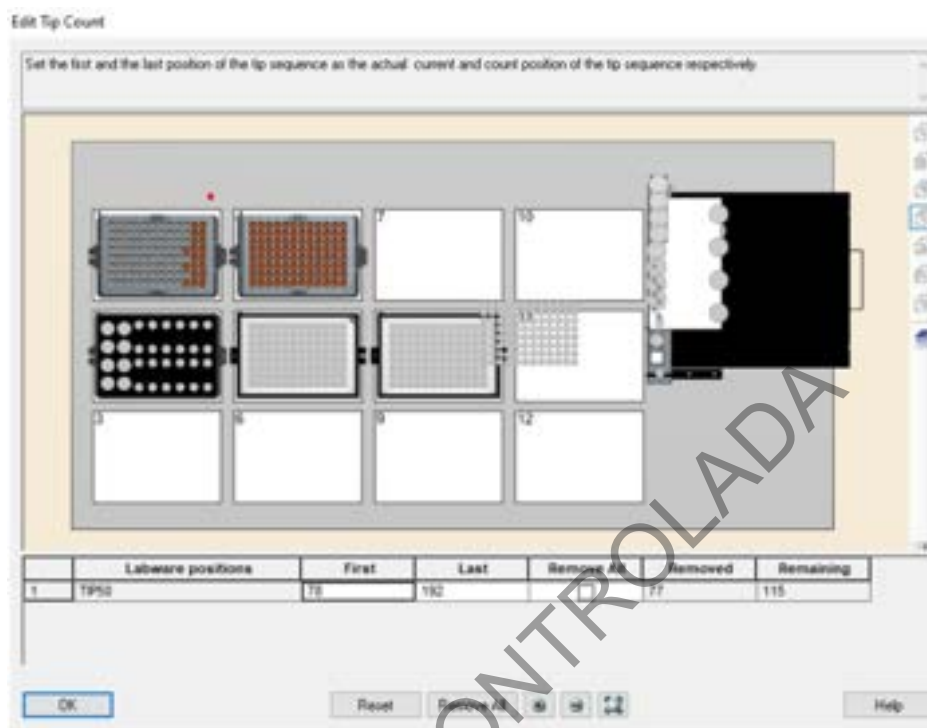 Edit Tip Count
Set the first and the last position of the tip sequence as the actual current and count position of the tip sequence respectively
7 10
13
3 6 9 12
Labware positions First Last Remove All Removed Remaining
1 TIP50 78 192 77 115
OK Reset Remove All Help
CONTROLADA